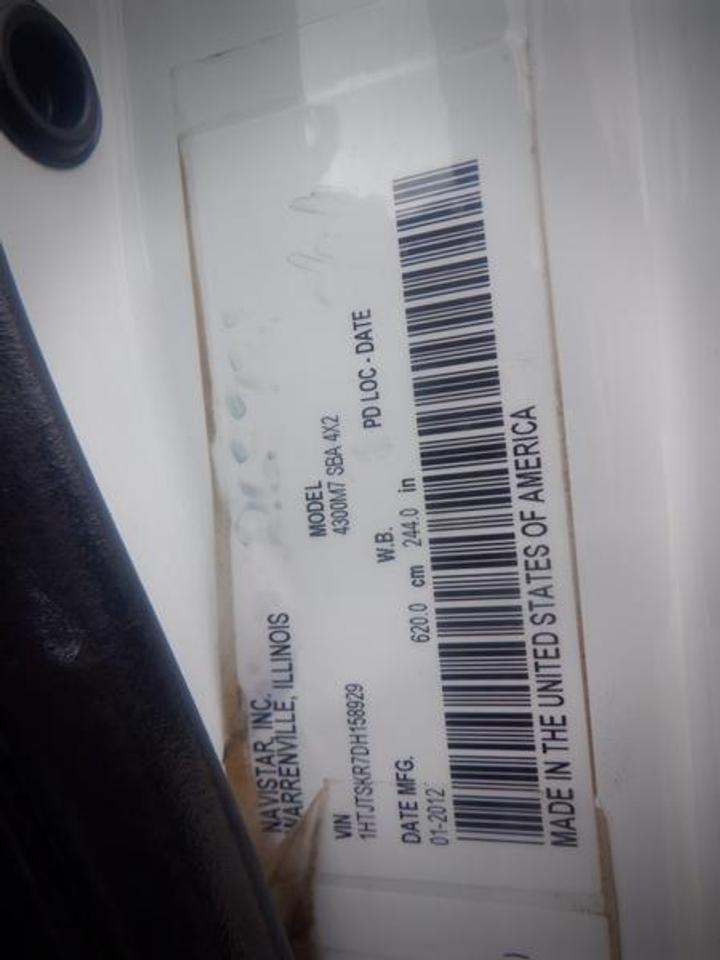 NAVISTAR, INC.
WARRENVILLE, ILLINOIS
MODEL
4300M7 SBA 4X2
VIN
1HTJTSKR7DH158929
W.B.
PD LOC - DATE
DATE MFG.
01-2012
620.0 cm 244.0 in
MADE IN THE UNITED STATES OF AMERICA